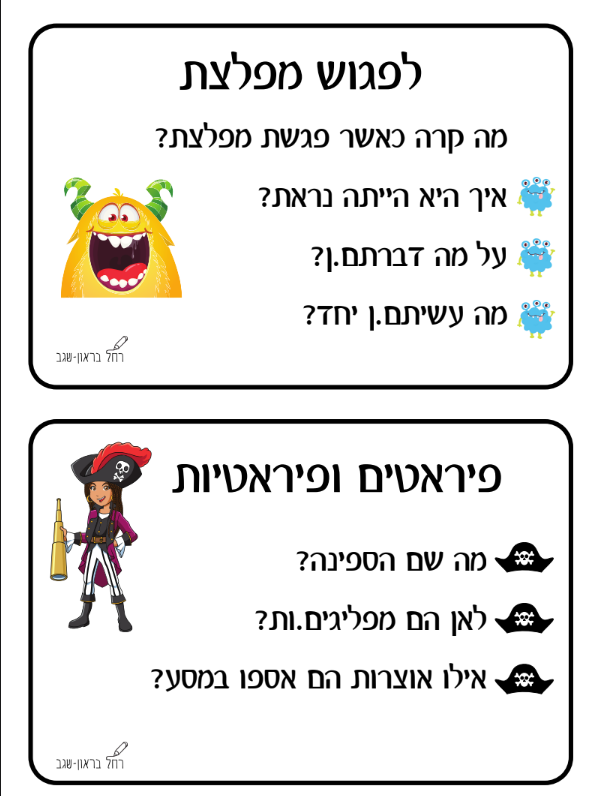 לפגוש מפלצת
מה קרה כאשר פגשת מפלצת?
איך היא הייתה נראת?
על מה דברתם.ן?
מה עשיתם.ן יחד?
רחל בראון-שגב
פיראטים ופיראטיות
מה שם הספינה?
לאן הם מפליגים.ות?
אילו אוצרות הם אספו במסע?
רחל בראון-שגב